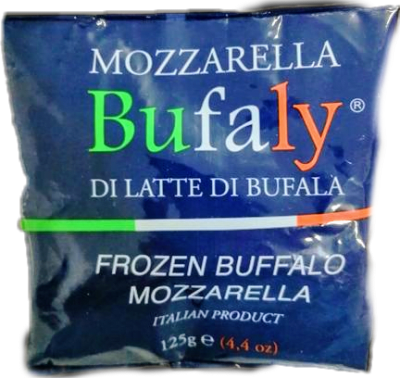 MOZZARELLA
Bufaly®
DI LATTE DI BUFALA
FROZEN BUFFALO
MOZZARELLA
ITALIAN PRODUCT
125g e (4,4 oz)